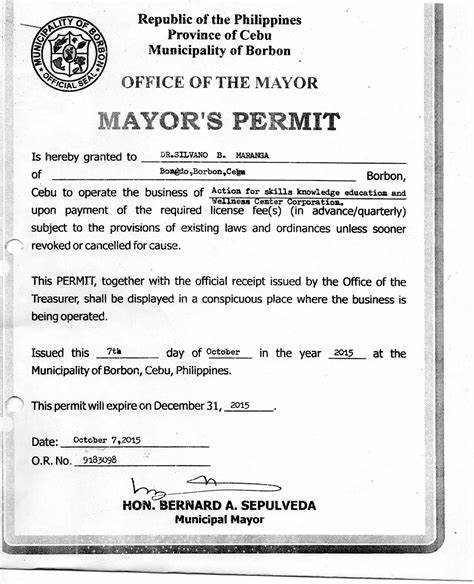 MUNICIPALITY OF BORBON
OFFICIAL SEAL
Republic of the Philippines
Province of Cebu
Municipality of Borbon
OFFICE OF THE MAYOR
MAYOR'S PERMIT
Is hereby granted to DR.SILVANO B. MARANGA
of Bongdo,Borbon,Cebu Borbon,
Cebu to operate the business of Action for skills knowledge education and
Wellness Center Corporation.
upon payment of the required license fee(s) (in advance/quarterly)
subject to the provisions of existing laws and ordinances unless sooner
revoked or cancelled for cause.
This PERMIT, together with the official receipt issued by the Office of the
Treasurer, shall be displayed in a conspicuous place where the business is
being operated.
Issued this 7th day of October in the year 2015 at the
Municipality of Borbon, Cebu, Philippines.
This permit will expire on December 31, 2015.
Date: October 7,2015
O.R. No. 9183098
HON. BERNARD A. SEPULVEDA
Municipal Mayor